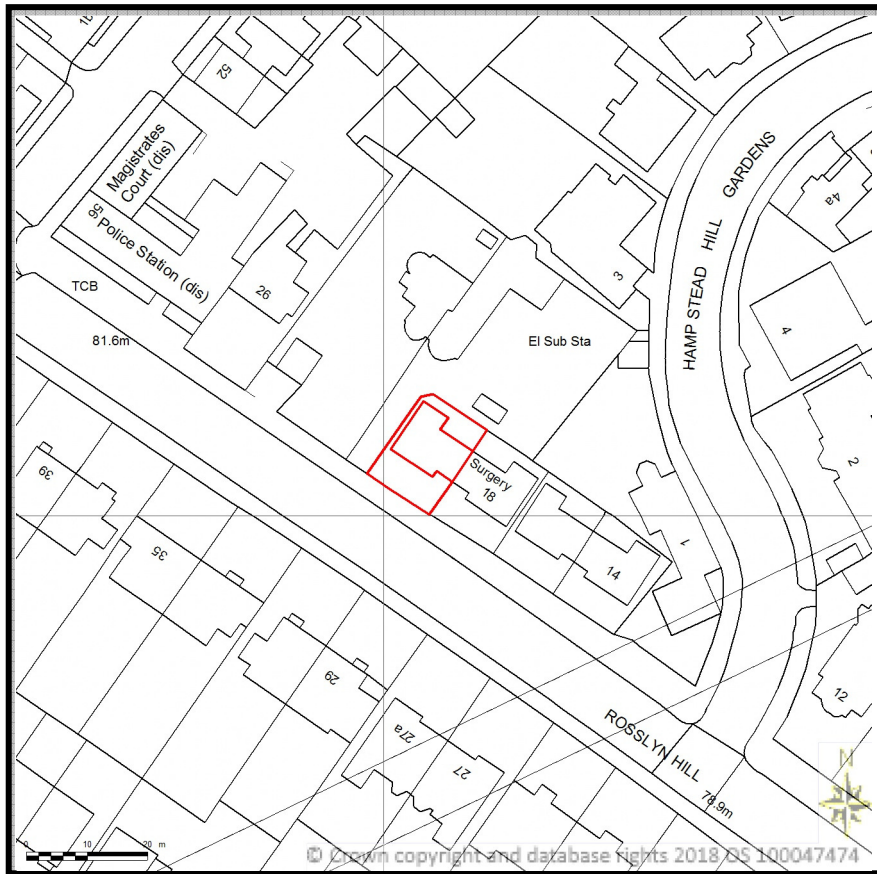 52
Magistrates
Court (dis)
56
Police Station (dis)
TCB
81.6m
26
3
HAMP STEAD HILL GARDENS
4a
4
El Sub Sta
2
Surgery
18
14
1
39
35
29
27a
27
12
ROSSLYN HILL
78.9m
N
0 10 20 m
© Crown copyright and database rights 2018 OS 100047474